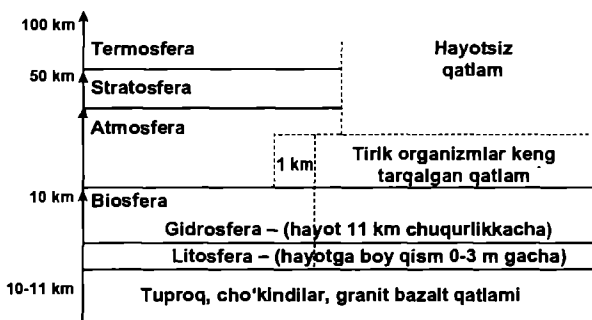 100 km
Termosfera
Hayotsiz
qatlam
50 km
Stratosfera
Atmosfera
1 km
Tirik organizmlar keng
tarqalgan qatlam
10 km
Biosfera
Gidrosfera – (hayot 11 km chuqurlikkacha)
Litosfera – (hayotga boy qism 0-3 m gacha)
10-11 km
Tuproq, cho‘kindilar, granit bazalt qatlami